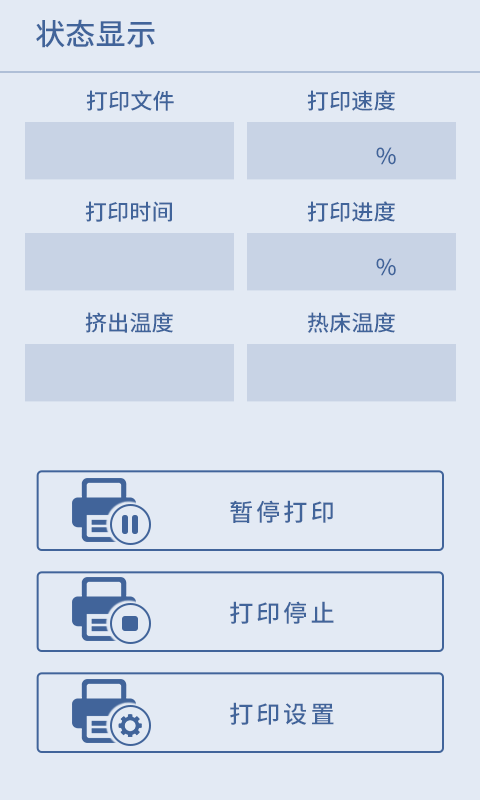 状态显示
打印文件 打印速度
%
打印时间 打印进度
%
挤出温度 热床温度
暂停打印
打印停止
打印设置